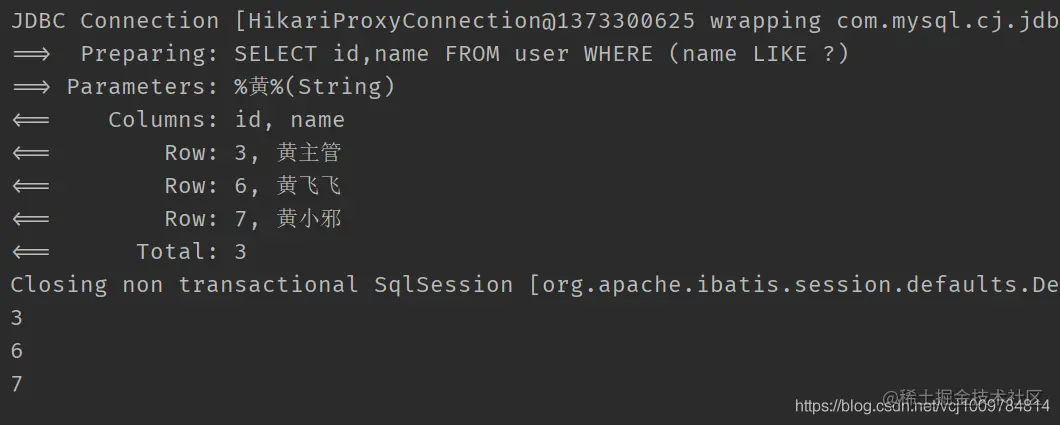 JDBC Connection [HikariProxyConnection@1373300625 wrapping com.mysql.cj.jdb
==> Preparing: SELECT id,name FROM user WHERE (name LIKE ?)
==> Parameters: %黄%(String)
<== Columns: id, name
<== Row: 3, 黄主管
<== Row: 6, 黄飞飞
<== Row: 7, 黄小邪
<== Total: 3
Closing non transactional SqlSession [org.apache.ibatis.session.defaults.De
3
6
7
@稀土掘金技术社区
https://blog.csdn.net/vcj1009784814